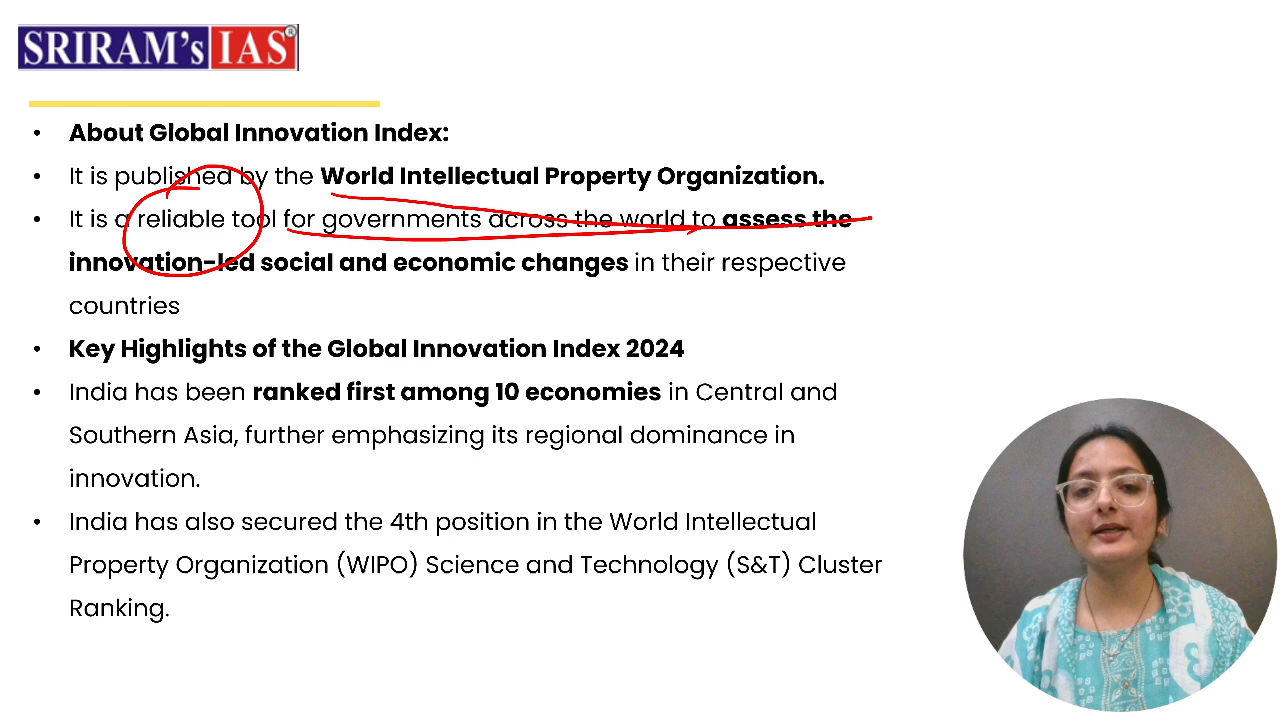 SRIRAM's IAS®
• About Global Innovation Index:
• It is published by the World Intellectual Property Organization.
• It is a reliable tool for governments across the world to assess the
innovation-led social and economic changes in their respective
countries
• Key Highlights of the Global Innovation Index 2024
• India has been ranked first among 10 economies in Central and
Southern Asia, further emphasizing its regional dominance in
innovation.
• India has also secured the 4th position in the World Intellectual
Property Organization (WIPO) Science and Technology (S&T) Cluster
Ranking.